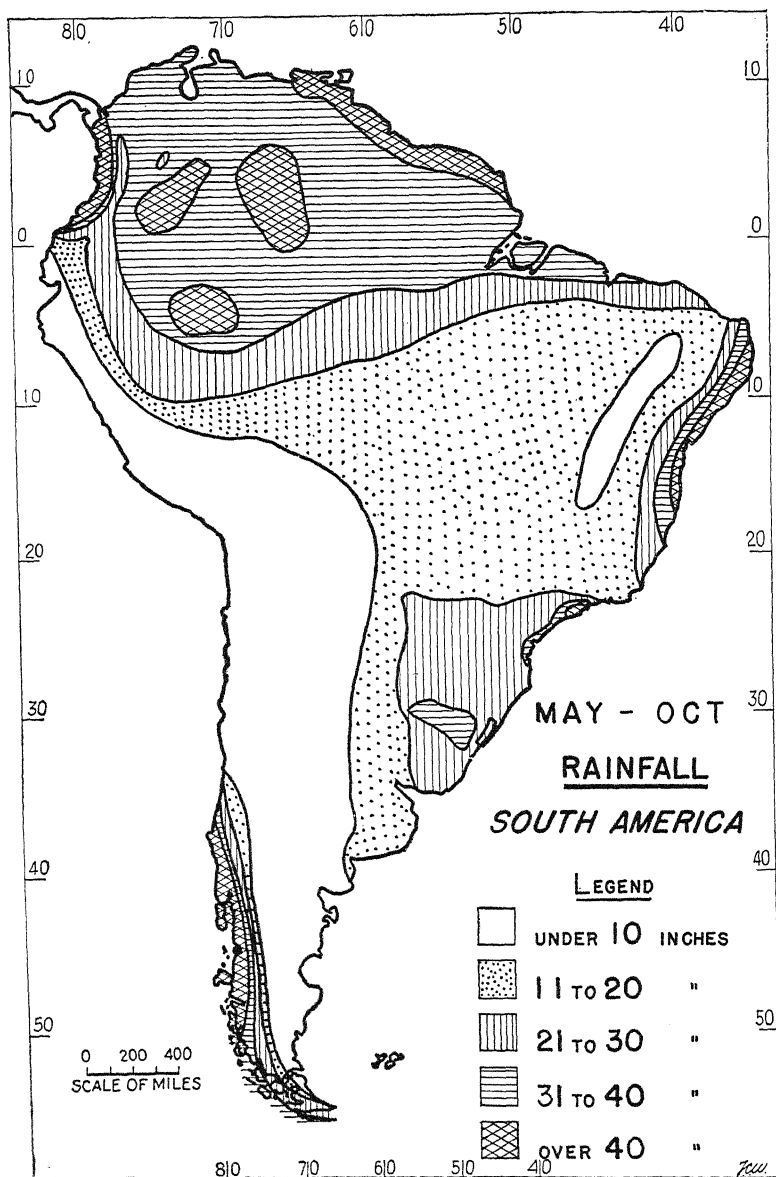 80 70 60 50 40
10 10
0 0
10 10
20 20
30 30
MAY - OCT
RAINFALL
SOUTH AMERICA
40 40
LEGEND
UNDER 10 INCHES
11 TO 20 "
50 50
21 TO 30 "
0 200 400
SCALE OF MILES
31 TO 40 "
OVER 40 "
80 70 60 50 40